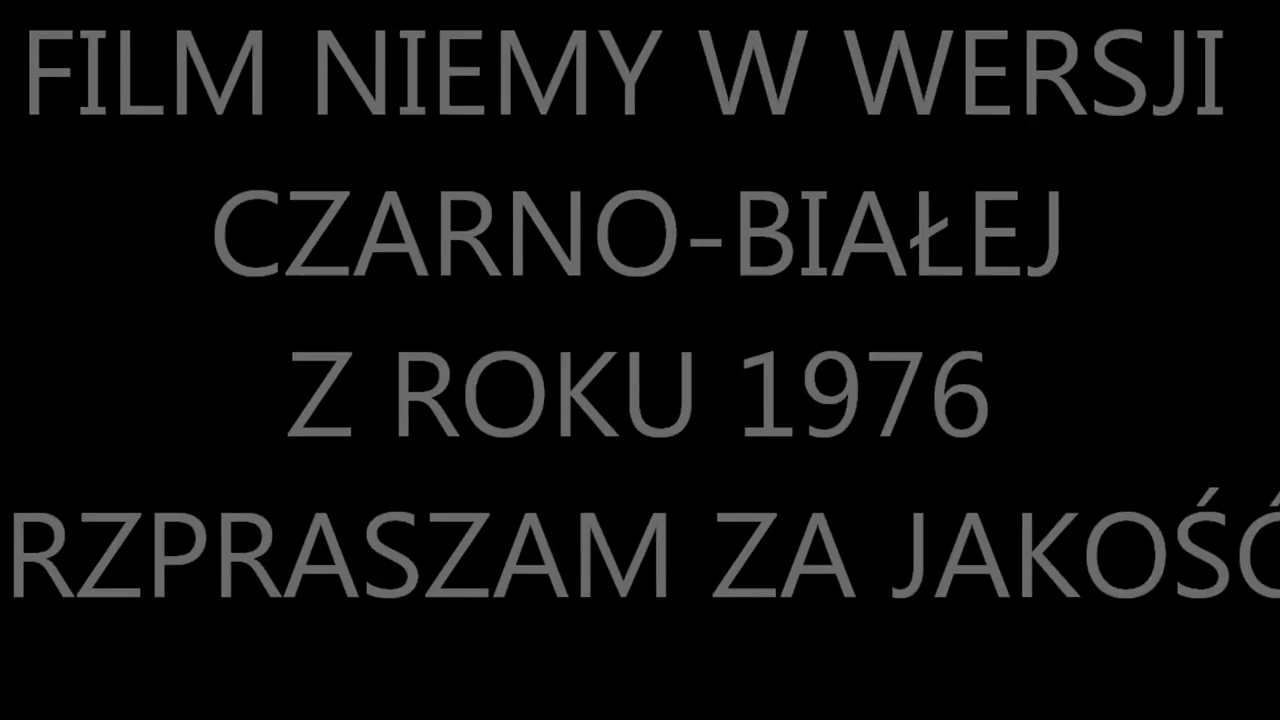 FILM NIEMY W WERSJI
CZARNO-BIAŁEJ
Z ROKU 1976
RZPRASZAM ZA JAKOŚĆ